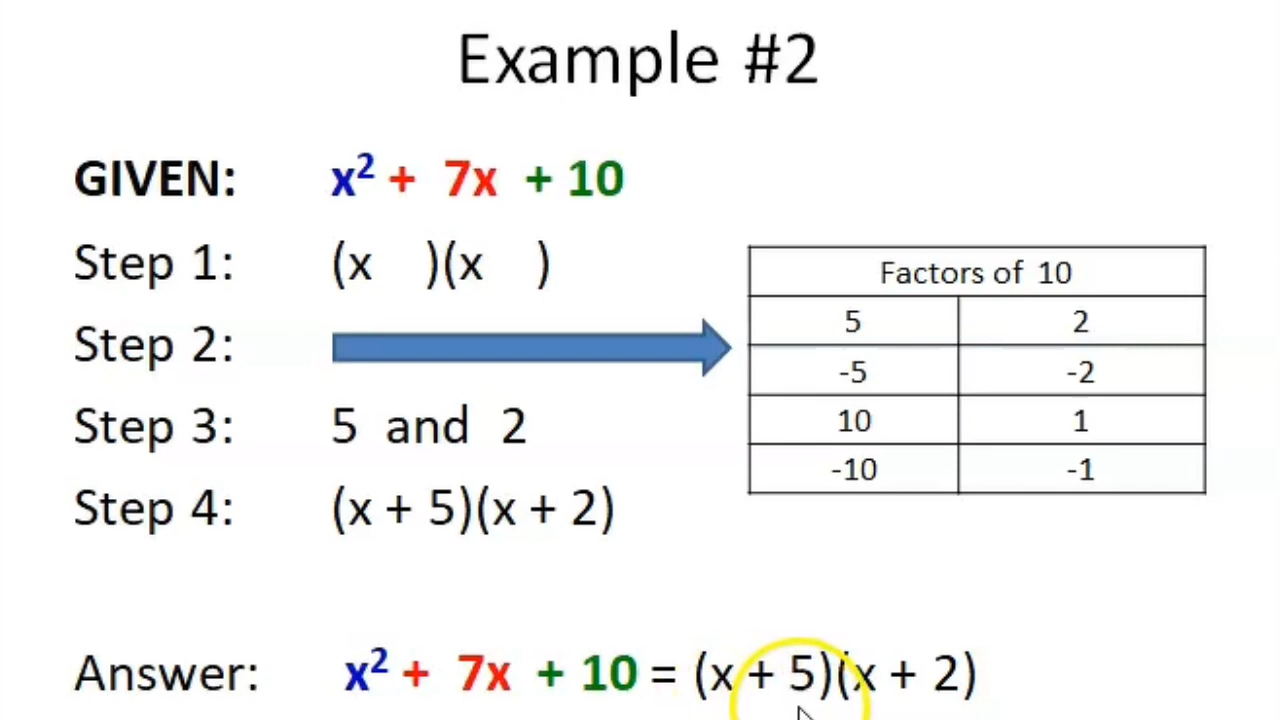 Example #2
GIVEN: x² + 7x + 10
Step 1: (x )(x )
Step 2:
Step 3: 5 and 2
Step 4: (x + 5)(x + 2)
Factors of 10
5 2
-5 -2
10 1
-10 -1
Answer: x² + 7x + 10 = (x + 5)(x + 2)